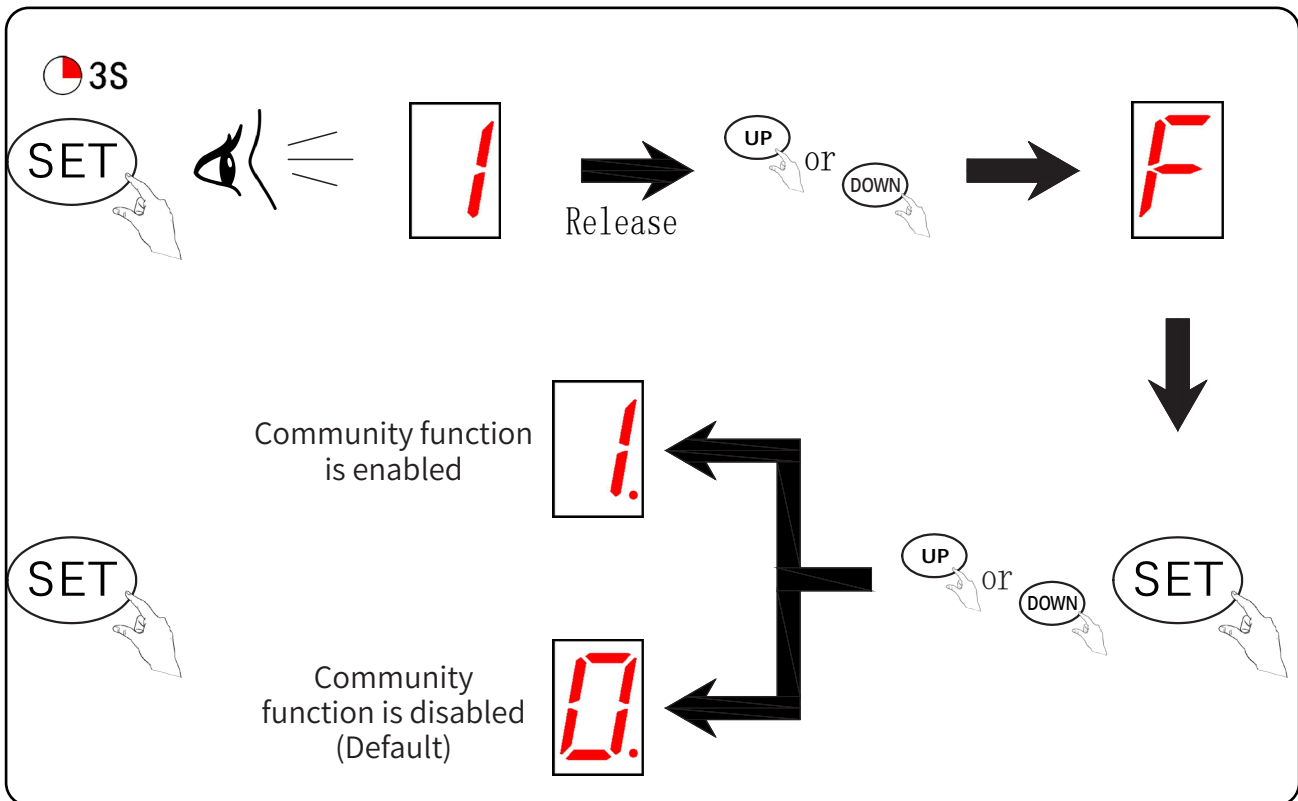 3S
SET
1
Release
UP
or
DOWN
F
Community function
is enabled
1.
SET
UP
or
DOWN
SET
Community
function is disabled
(Default)
0.